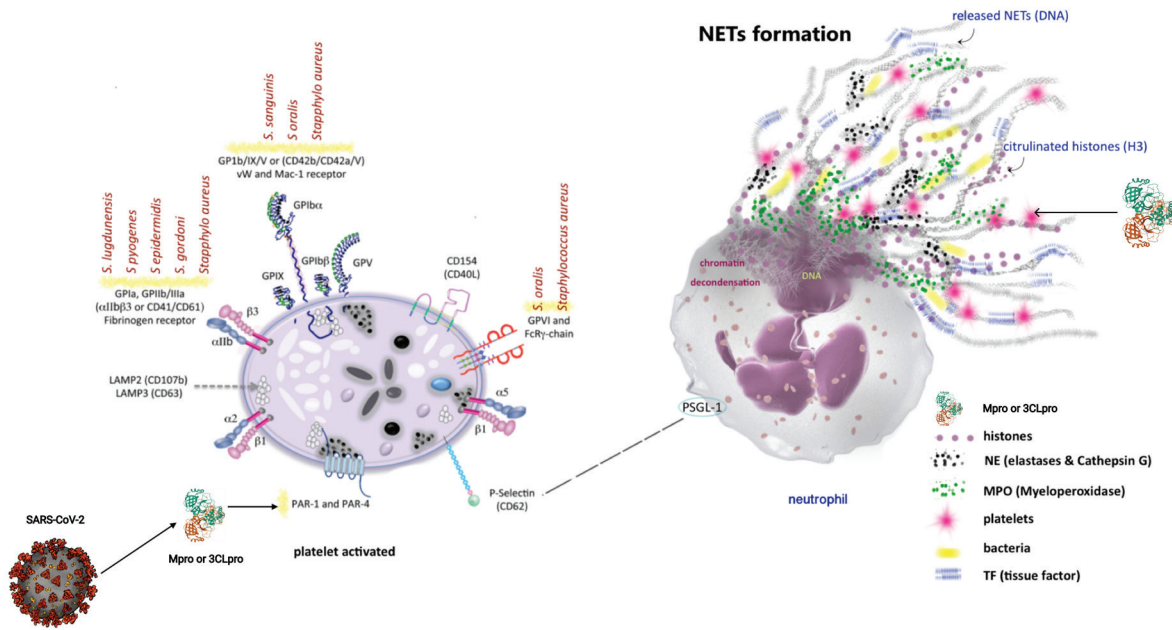 NETs formation
released NETs (DNA)
citrulinated histones (H3)
S. sanguinis
S oralis
Stapphylo aureus
GP1b/IX/V or (CD42b/CD42a/V)
vW and Mac-1 receptor
S. lugdunensis
S pyogenes
S epidermidis
S. gordoni
Stapphylo aureus
GPIa, GPIIb/IIIa
(αIIbβ3 or CD41/CD61)
Fibrinogen receptor
GPIbα
GPIX
GPIbβ
GPV
CD154
(CD40L)
S. oralis
Staphylocccus aureus
GPVI and
FcRγ-chain
β3
αIIb
LAMP2 (CD107b)
LAMP3 (CD63)
α2
β1
α5
β1
PAR-1 and PAR-4
P-Selectin
(CD62)
platelet activated
SARS-CoV-2
Mpro or 3CLpro
chromatin
decondensation
DNA
PSGL-1
neutrophil
Mpro or 3CLpro
histones
NE (elastases & Cathepsin G)
MPO (Myeloperoxidase)
platelets
bacteria
TF (tissue factor)